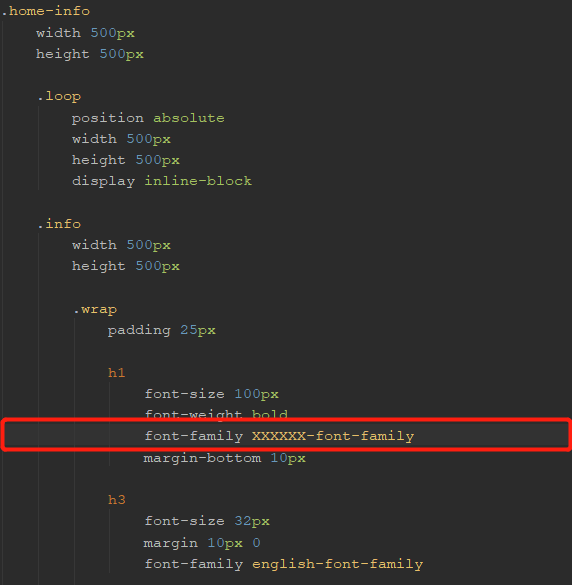 .home-info
width 500px
height 500px
.loop
position absolute
width 500px
height 500px
display inline-block
.info
width 500px
height 500px
.wrap
padding 25px
h1
font-size 100px
font-weight bold
font-family XXXXXX-font-family
margin-bottom 10px
h3
font-size 32px
margin 10px 0
font-family english-font-family